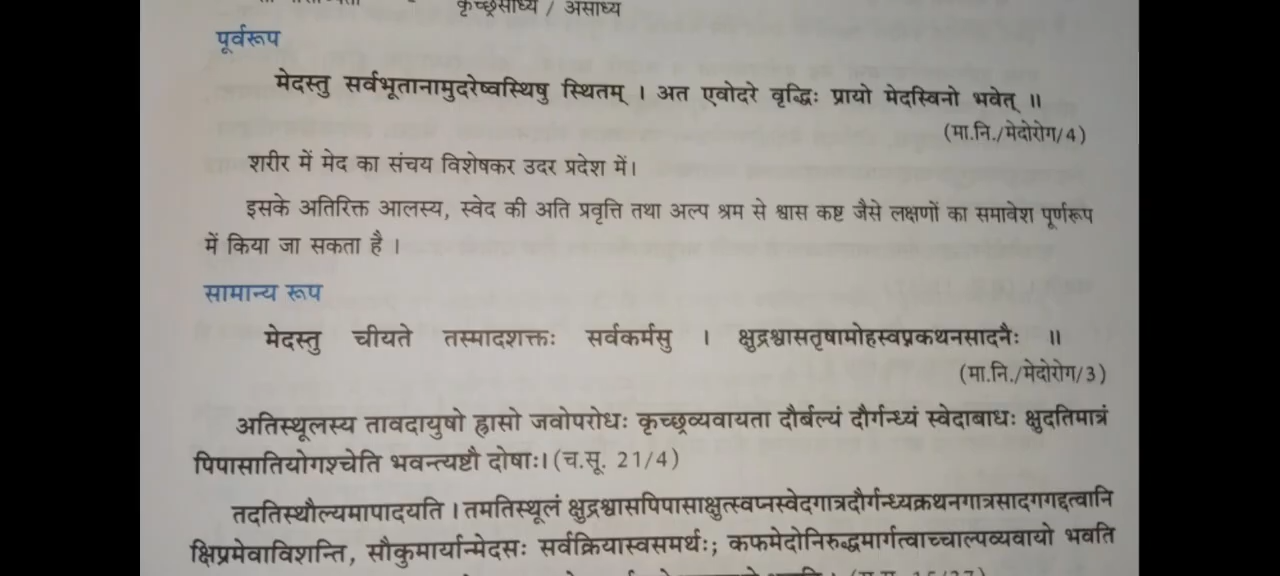 कृच्छ्रसाध्य / असाध्य
पूर्वरूप
मेदस्तु सर्वभूतानामुदरेष्वस्थिषु स्थितम् । अत एवोदरे वृद्धिः प्रायो मेदस्विनो भवेत् ॥
(मा.नि./मेदोरोग/4)
शरीर में मेद का संचय विशेषकर उदर प्रदेश में।
इसके अतिरिक्त आलस्य, स्वेद की अति प्रवृत्ति तथा अल्प श्रम से श्वास कष्ट जैसे लक्षणों का समावेश पूर्णरूप
में किया जा सकता है ।
सामान्य रूप
मेदस्तु चीयते तस्मादशक्तः सर्वकर्मसु । क्षुद्रश्वासतृषामोहस्वप्नकथनसादनैः ॥
(मा.नि./मेदोरोग/3)
अतिस्थूलस्य तावदायुषो ह्रासो जवोपरोधः कृच्छ्रव्यवायता दौर्बल्यं दौर्गन्ध्यं स्वेदाबाधः क्षुदतिमात्रं
पिपासातियोगश्चेति भवन्त्यष्टौ दोषाः। (च.सू. 21/4)
तदतिस्थौल्यमापादयति । तमतिस्थूलं क्षुद्रश्वासपिपासाक्षुत्स्वप्नस्वेदगात्रदौर्गन्ध्यक्रथनगात्रसादगगद्दत्वानि
क्षिप्रमेवाविशन्ति, सौकुमार्यान्मेदसः सर्वक्रियास्वसमर्थः; कफमेदोनिरुद्धमार्गत्वाच्चाल्पव्यवायो भवति